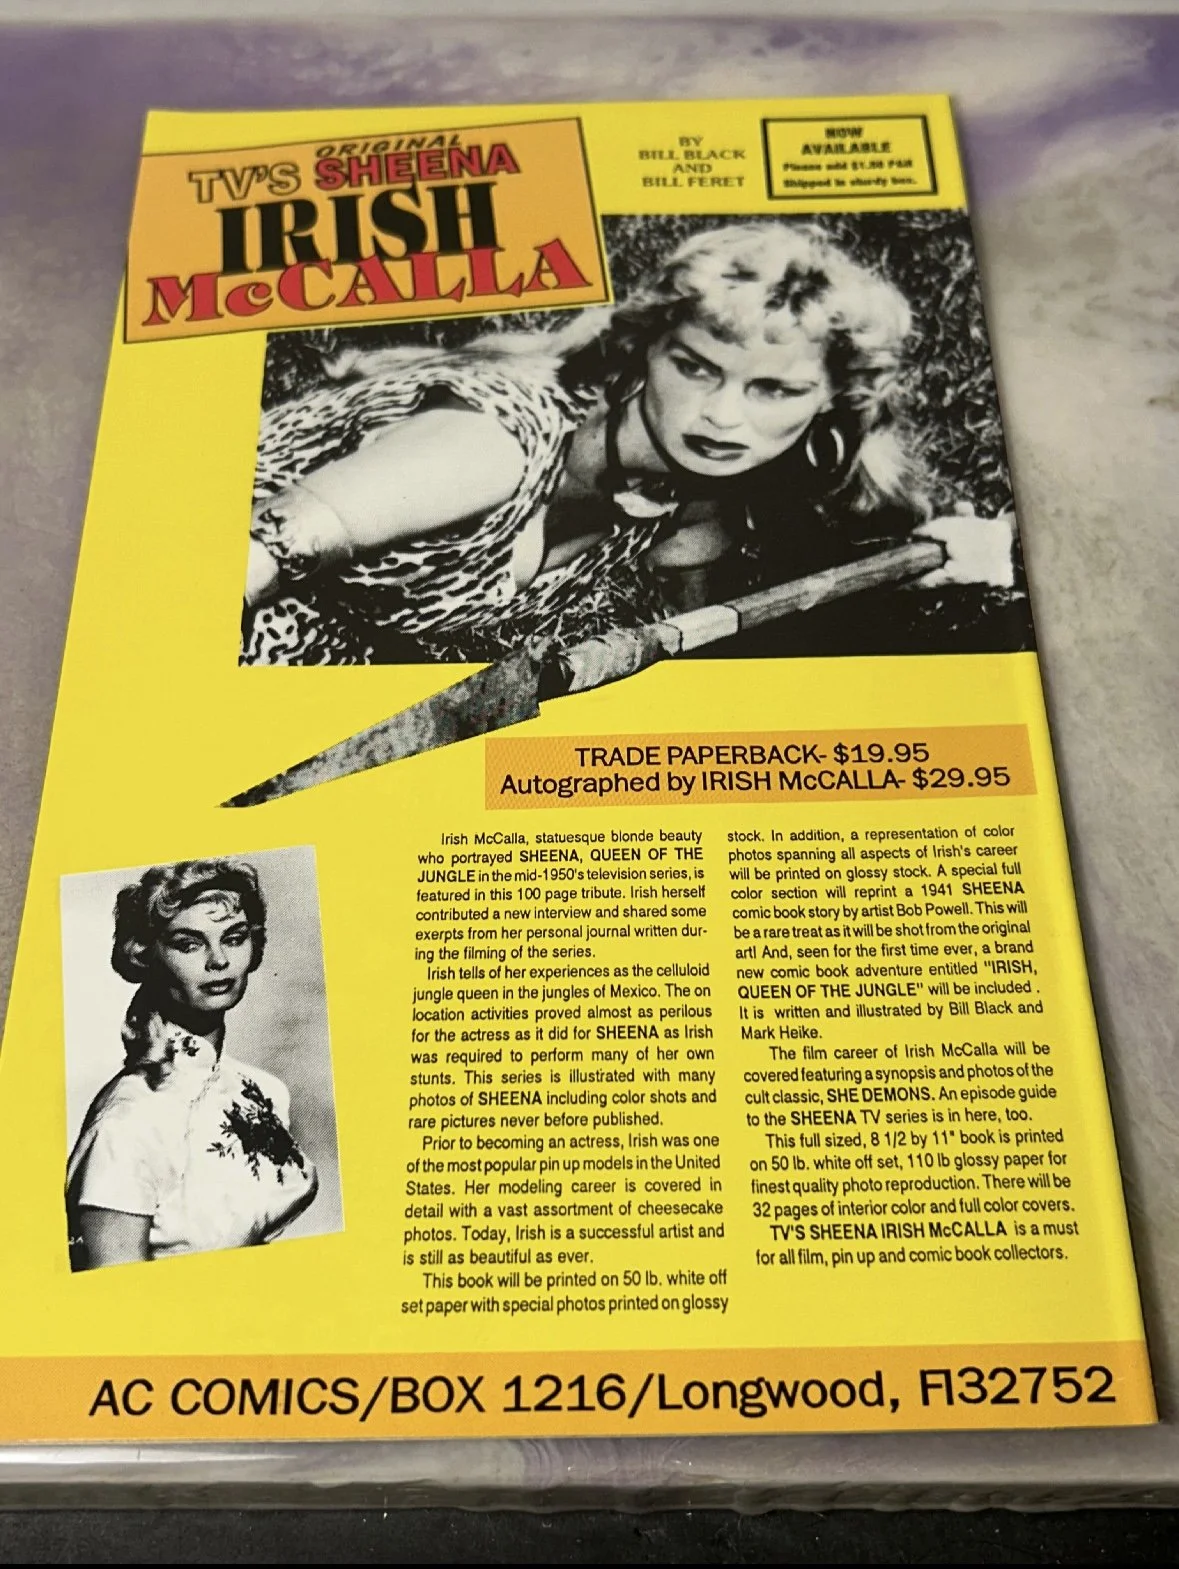 ORIGINAL
TV'S SHEENA
IRISH
McCALLA
BY
BILL BLACK
AND
BILL FERET
NOW
AVAILABLE
Please add $1.50 P&H
Shipped in sturdy box.
TRADE PAPERBACK- $19.95
Autographed by IRISH McCALLA- $29.95
Irish McCalla, statuesque blonde beauty
who portrayed SHEENA, QUEEN OF THE
JUNGLE in the mid-1950's television series, is
featured in this 100 page tribute. Irish herself
contributed a new interview and shared some
exerpts from her personal journal written dur-
ing the filming of the series.
Irish tells of her experiences as the celluloid
jungle queen in the jungles of Mexico. The on
location activities proved almost as perilous
for the actress as it did for SHEENA as Irish
was required to perform many of her own
stunts. This series is illustrated with many
photos of SHEENA including color shots and
rare pictures never before published.
Prior to becoming an actress, Irish was one
of the most popular pin up models in the United
States. Her modeling career is covered in
detail with a vast assortment of cheesecake
photos. Today, Irish is a successful artist and
is still as beautiful as ever.
This book will be printed on 50 lb. white off
set paper with special photos printed on glossy
stock. In addition, a representation of color
photos spanning all aspects of Irish's career
will be printed on glossy stock. A special full
color section will reprint a 1941 SHEENA
comic book story by artist Bob Powell. This will
be a rare treat as it will be shot from the original
art! And, seen for the first time ever, a brand
new comic book adventure entitled "IRISH,
QUEEN OF THE JUNGLE" will be included .
It is written and illustrated by Bill Black and
Mark Heike.
The film career of Irish McCalla will be
covered featuring a synopsis and photos of the
cult classic, SHE DEMONS. An episode guide
to the SHEENA TV series is in here, too.
This full sized, 8 1/2 by 11" book is printed
on 50 lb. white off set, 110 lb glossy paper for
finest quality photo reproduction. There will be
32 pages of interior color and full color covers.
TV'S SHEENA IRISH McCALLA is a must
for all film, pin up and comic book collectors.
AC COMICS/BOX 1216/Longwood, Fl32752